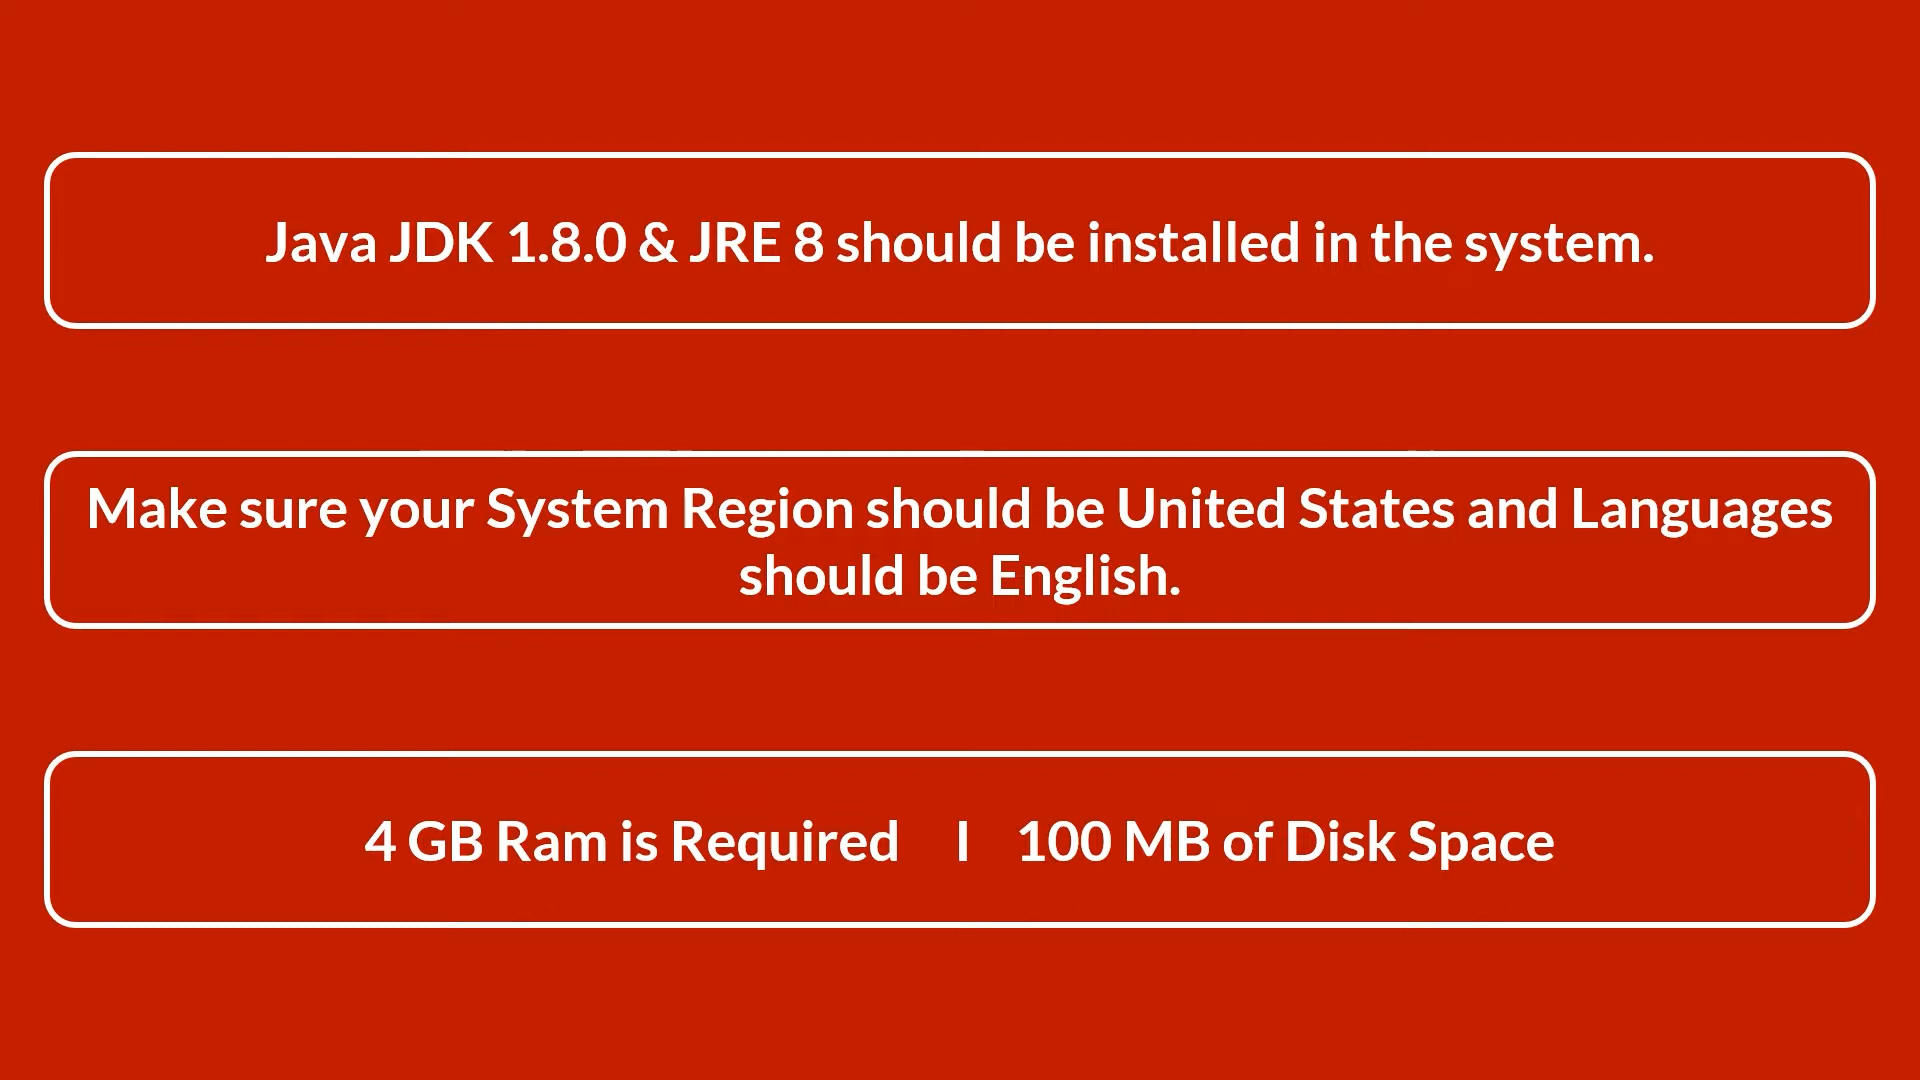 Java JDK 1.8.0 & JRE 8 should be installed in the system.
Make sure your System Region should be United States and Languages
should be English.
4 GB Ram is Required | 100 MB of Disk Space